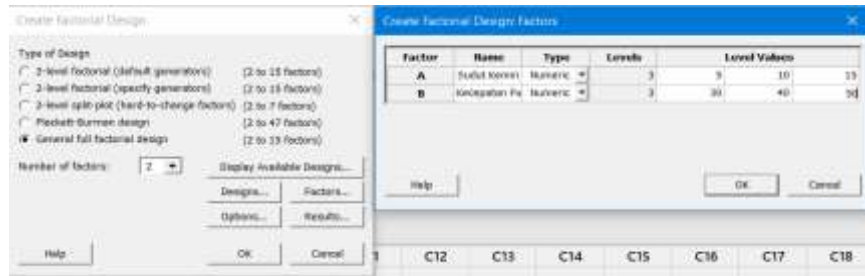 Create Factorial Design
Type of Design
2-level factorial (default generators) (2 to 15 factors)
2-level factorial (specify generators) (2 to 15 factors)
2-level split-plot (hard-to-change factors) (2 to 7 factors)
Plackett-Burman design (2 to 47 factors)
General full factorial design (2 to 15 factors)
Number of factors: 2 Display Available Designs...
Designs... Factors...
Options... Results...
Help OK Cancel
Create Factorial Design: Factors
Factor Name Type Levels Level Values
A Sudut Kemiri Numeric 3 5 10 15
B Kecepatan Pu Numeric 3 30 40 50
Help OK Cancel
C12 C13 C14 C15 C16 C17 C18